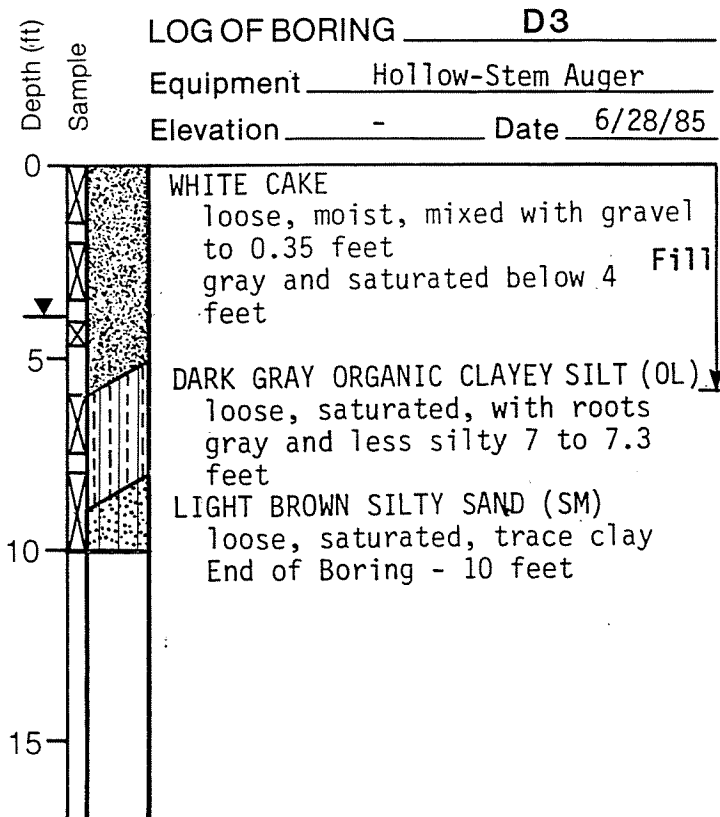 Depth (ft)
Sample
LOG OF BORING D3
Equipment Hollow-Stem Auger
Elevation - Date 6/28/85
0
WHITE CAKE
loose, moist, mixed with gravel
to 0.35 feet
Fill
gray and saturated below 4
feet
5
DARK GRAY ORGANIC CLAYEY SILT (OL)
loose, saturated, with roots
gray and less silty 7 to 7.3
feet
LIGHT BROWN SILTY SAND (SM)
10
loose, saturated, trace clay
End of Boring - 10 feet
15